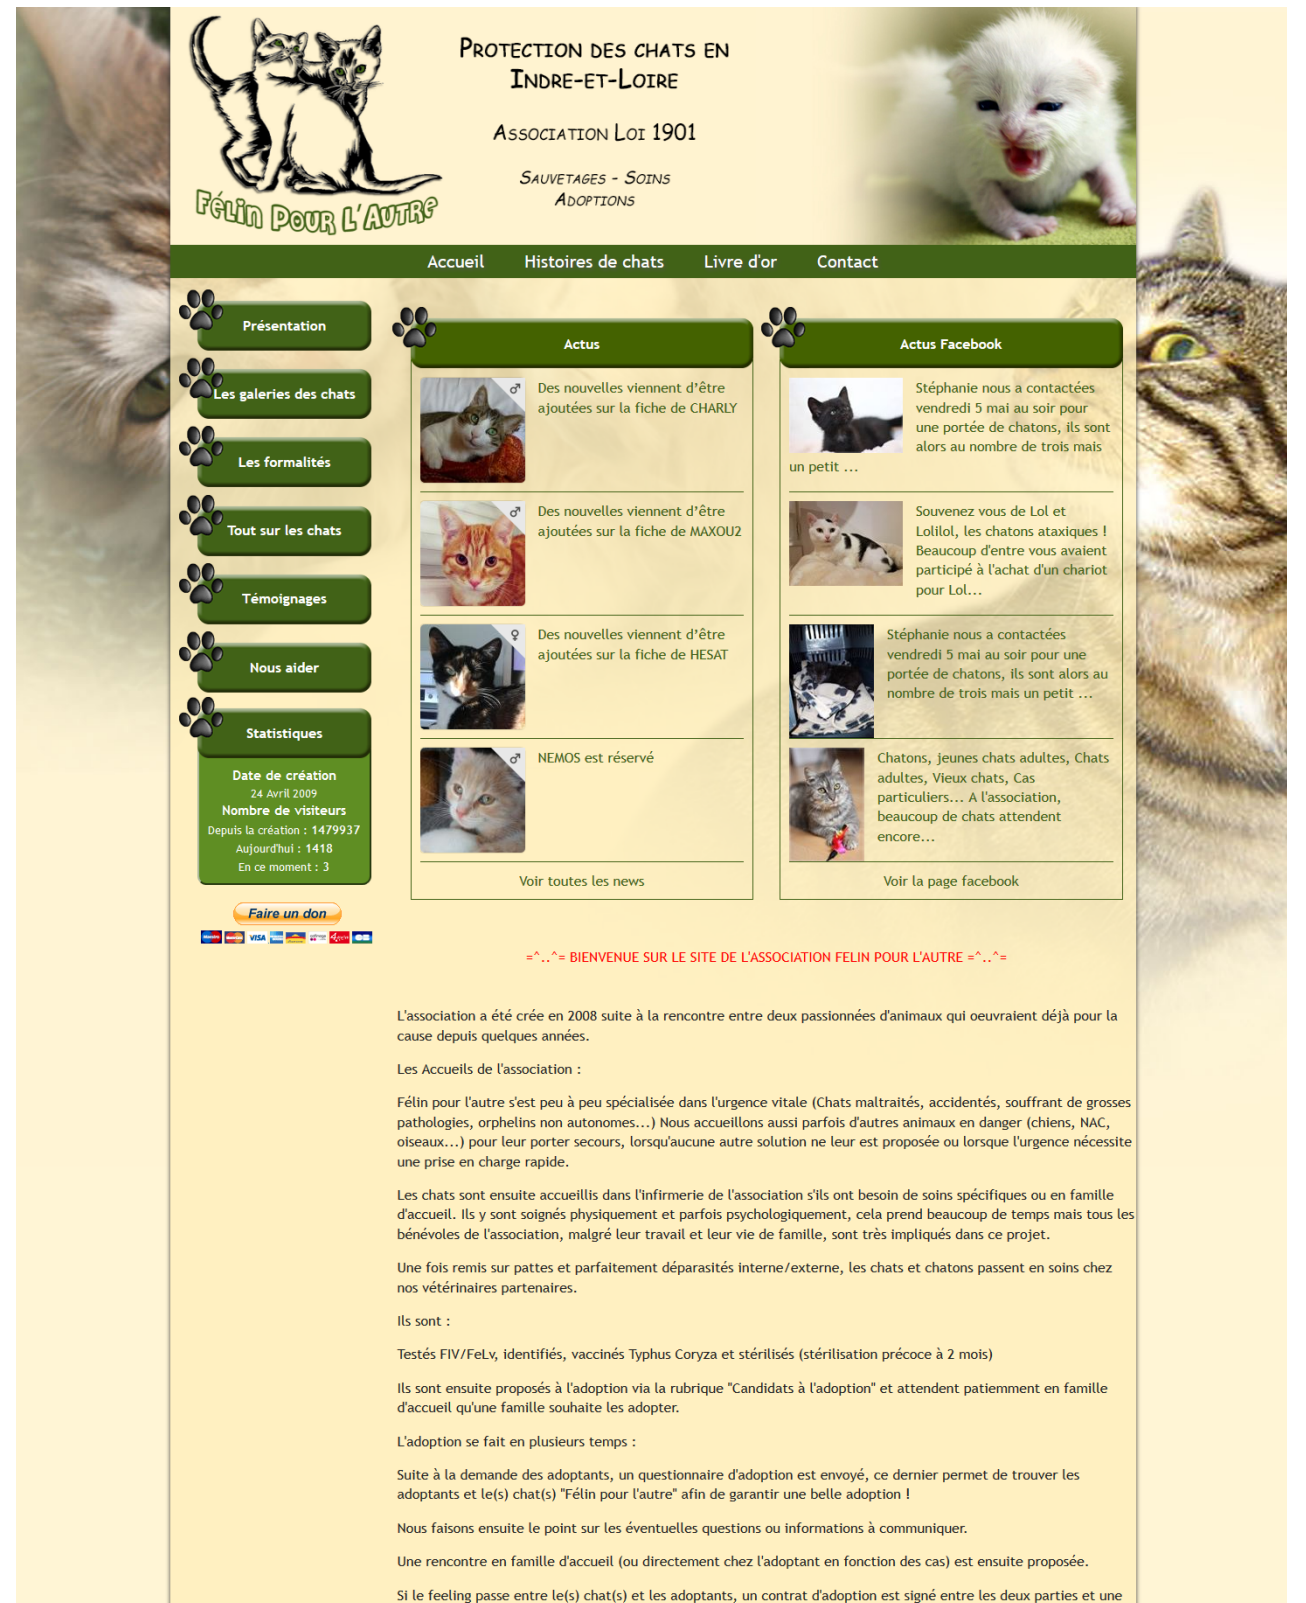 Protection des chats en
Indre-et-Loire
Association Loi 1901
Sauvetages - Soins
Adoptions
Félin Pour L'Autre
Accueil
Histoires de chats
Livre d'or
Contact
Présentation
Les galeries des chats
Les formalités
Tout sur les chats
Témoignages
Nous aider
Statistiques
Date de création
24 Avril 2009
Nombre de visiteurs
Depuis la création : 1479937
Aujourd'hui : 1418
En ce moment : 3
Faire un don
VISA
Actus
Des nouvelles viennent d’être
ajoutées sur la fiche de CHARLY
Des nouvelles viennent d’être
ajoutées sur la fiche de MAXOU2
Des nouvelles viennent d’être
ajoutées sur la fiche de HESAT
NEMOS est réservé
Voir toutes les news
Actus Facebook
Stéphanie nous a contactées
vendredi 5 mai au soir pour
une portée de chatons, ils sont
alors au nombre de trois mais
un petit ...
Souvenez vous de Lol et
Lolilol, les chatons ataxiques !
Beaucoup d'entre vous avaient
participé à l'achat d'un chariot
pour Lol...
Stéphanie nous a contactées
vendredi 5 mai au soir pour une
portée de chatons, ils sont alors au
nombre de trois mais un petit ...
Chatons, jeunes chats adultes, Chats
adultes, Vieux chats, Cas
particuliers... A l'association,
beaucoup de chats attendent
encore...
Voir la page facebook
=^..^= BIENVENUE SUR LE SITE DE L'ASSOCIATION FELIN POUR L'AUTRE =^..^=
L'association a été crée en 2008 suite à la rencontre entre deux passionnées d'animaux qui oeuvraient déjà pour la
cause depuis quelques années.
Les Accueils de l'association :
Félin pour l'autre s'est peu à peu spécialisée dans l'urgence vitale (Chats maltraités, accidentés, souffrant de grosses
pathologies, orphelins non autonomes...) Nous accueillons aussi parfois d'autres animaux en danger (chiens, NAC,
oiseaux...) pour leur porter secours, lorsqu'aucune autre solution ne leur est proposée ou lorsque l'urgence nécessite
une prise en charge rapide.
Les chats sont ensuite accueillis dans l'infirmerie de l'association s'ils ont besoin de soins spécifiques ou en famille
d'accueil. Ils y sont soignés physiquement et parfois psychologiquement, cela prend beaucoup de temps mais tous les
bénévoles de l'association, malgré leur travail et leur vie de famille, sont très impliqués dans ce projet.
Une fois remis sur pattes et parfaitement déparasités interne/externe, les chats et chatons passent en soins chez
nos vétérinaires partenaires.
Ils sont :
Testés FIV/FeLv, identifiés, vaccinés Typhus Coryza et stérilisés (stérilisation précoce à 2 mois)
Ils sont ensuite proposés à l'adoption via la rubrique "Candidats à l'adoption" et attendent patiemment en famille
d'accueil qu'une famille souhaite les adopter.
L'adoption se fait en plusieurs temps :
Suite à la demande des adoptants, un questionnaire d'adoption est envoyé, ce dernier permet de trouver les
adoptants et le(s) chat(s) "Félin pour l'autre" afin de garantir une belle adoption !
Nous faisons ensuite le point sur les éventuelles questions ou informations à communiquer.
Une rencontre en famille d'accueil (ou directement chez l'adoptant en fonction des cas) est ensuite proposée.
Si le feeling passe entre le(s) chat(s) et les adoptants, un contrat d'adoption est signé entre les deux parties et une